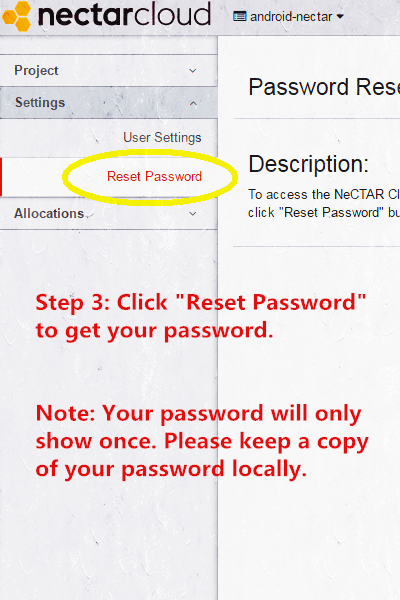 nectarcloud
android-nectar
Project
Settings
User Settings
Reset Password
Allocations
Password Rese
Description:
To access the NeCTAR Cl
click "Reset Password" bu
Step 3: Click "Reset Password"
to get your password.
Note: Your password will only
show once. Please keep a copy
of your password locally.